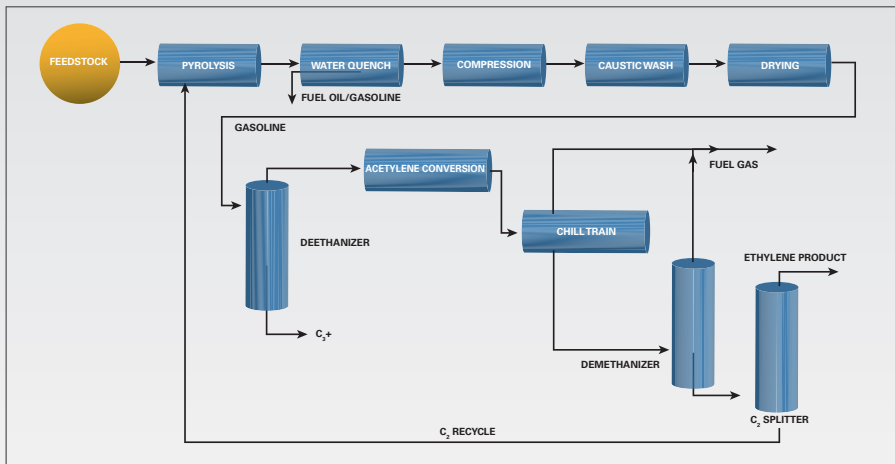 FEEDSTOCK
PYROLYSIS
WATER QUENCH
COMPRESSION
CAUSTIC WASH
DRYING
FUEL OIL/GASOLINE
GASOLINE
ACETYLENE CONVERSION
FUEL GAS
CHILL TRAIN
DEETHANIZER
ETHYLENE PRODUCT
C₃+
DEMETHANIZER
C₂ SPLITTER
C₂ RECYCLE